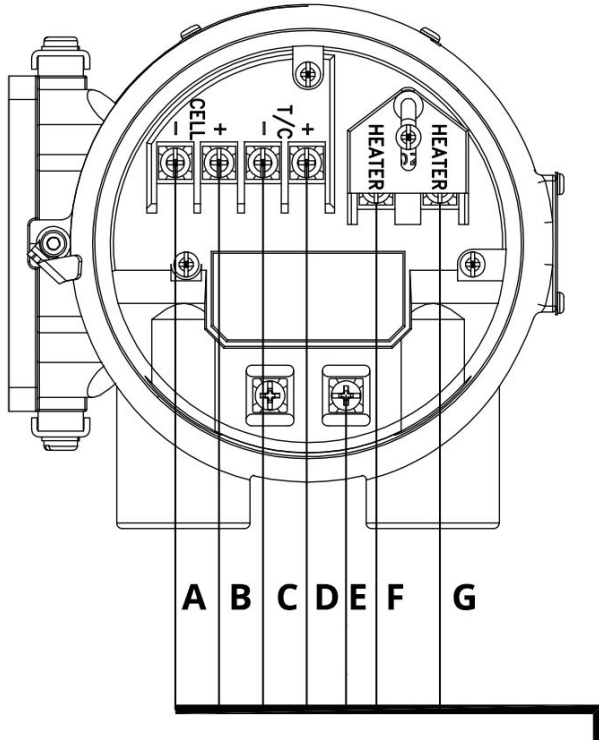 CELL
T/C
- + - +
HEATER
HEATER
A B C D E F G